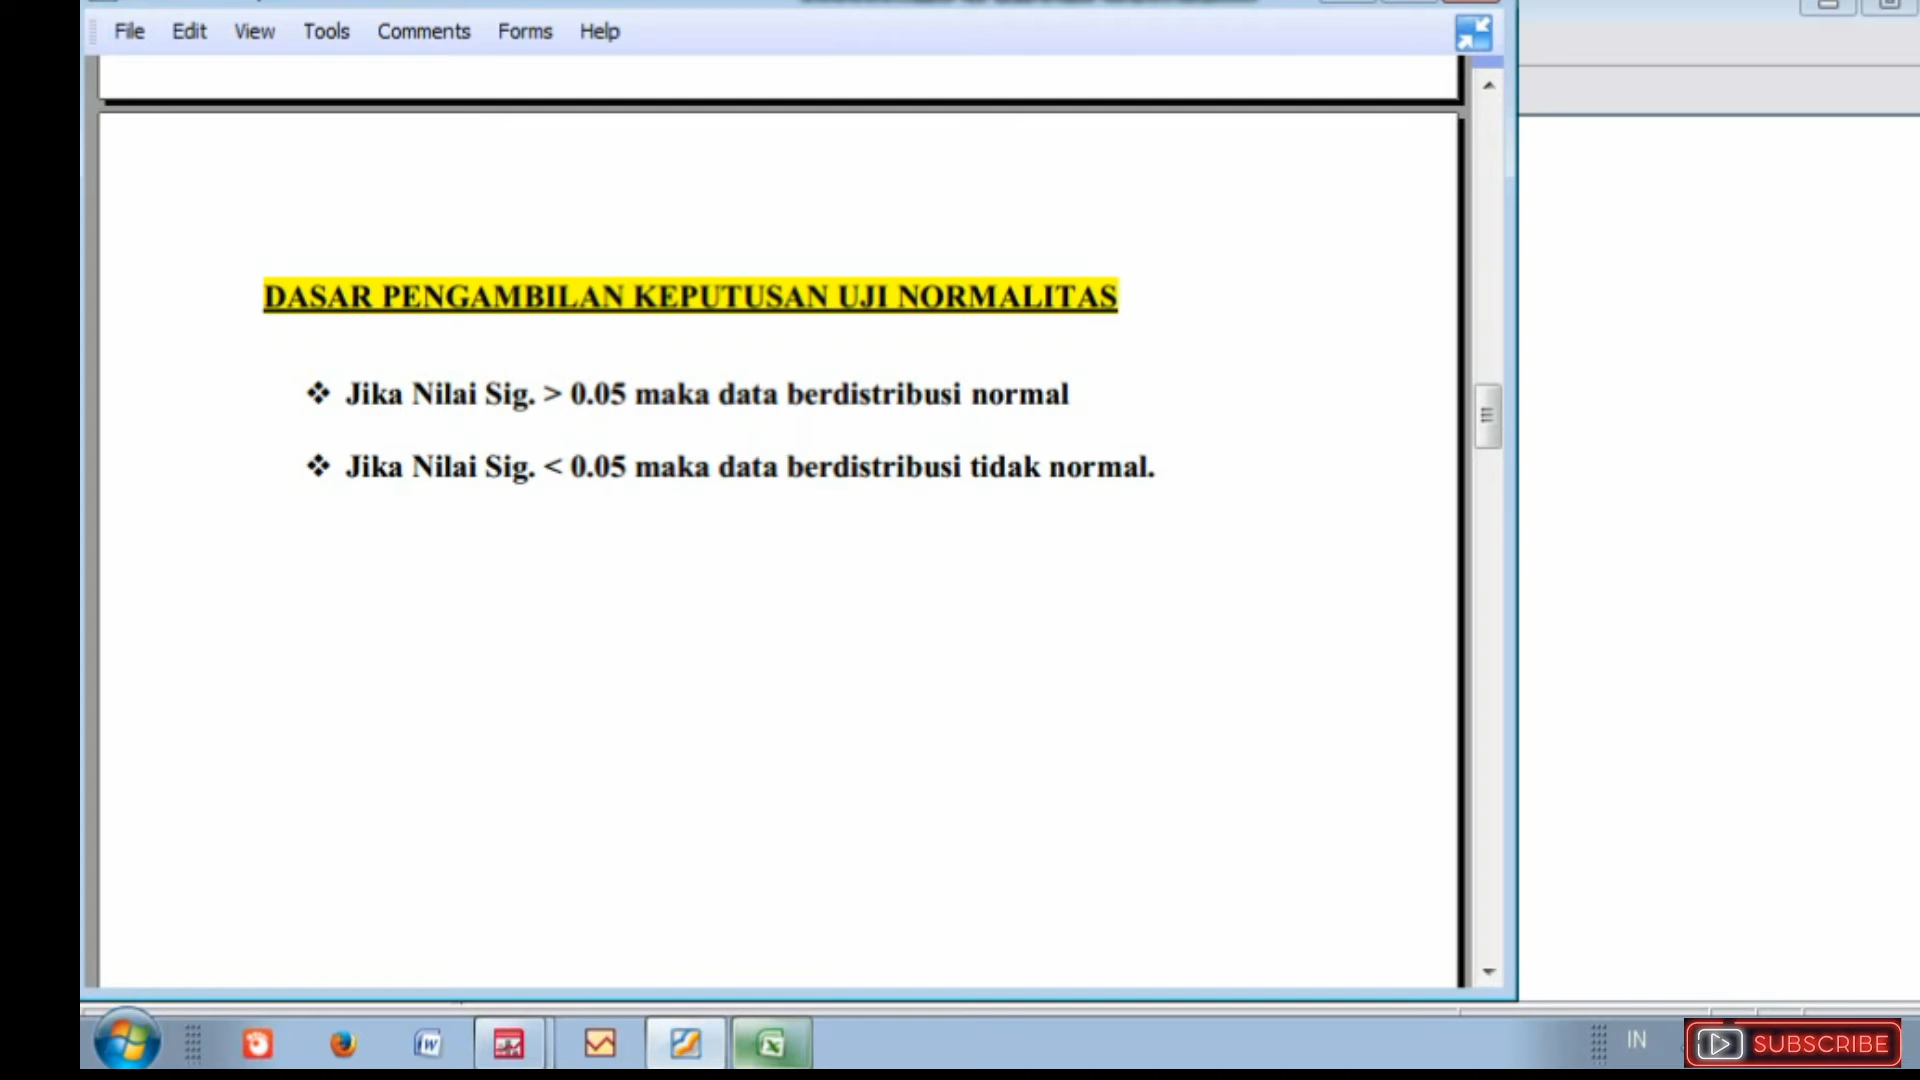 File Edit View Tools Comments Forms Help
DASAR PENGAMBILAN KEPUTUSAN UJI NORMALITAS
❖ Jika Nilai Sig. > 0.05 maka data berdistribusi normal
❖ Jika Nilai Sig. < 0.05 maka data berdistribusi tidak normal.
IN
SUBSCRIBE